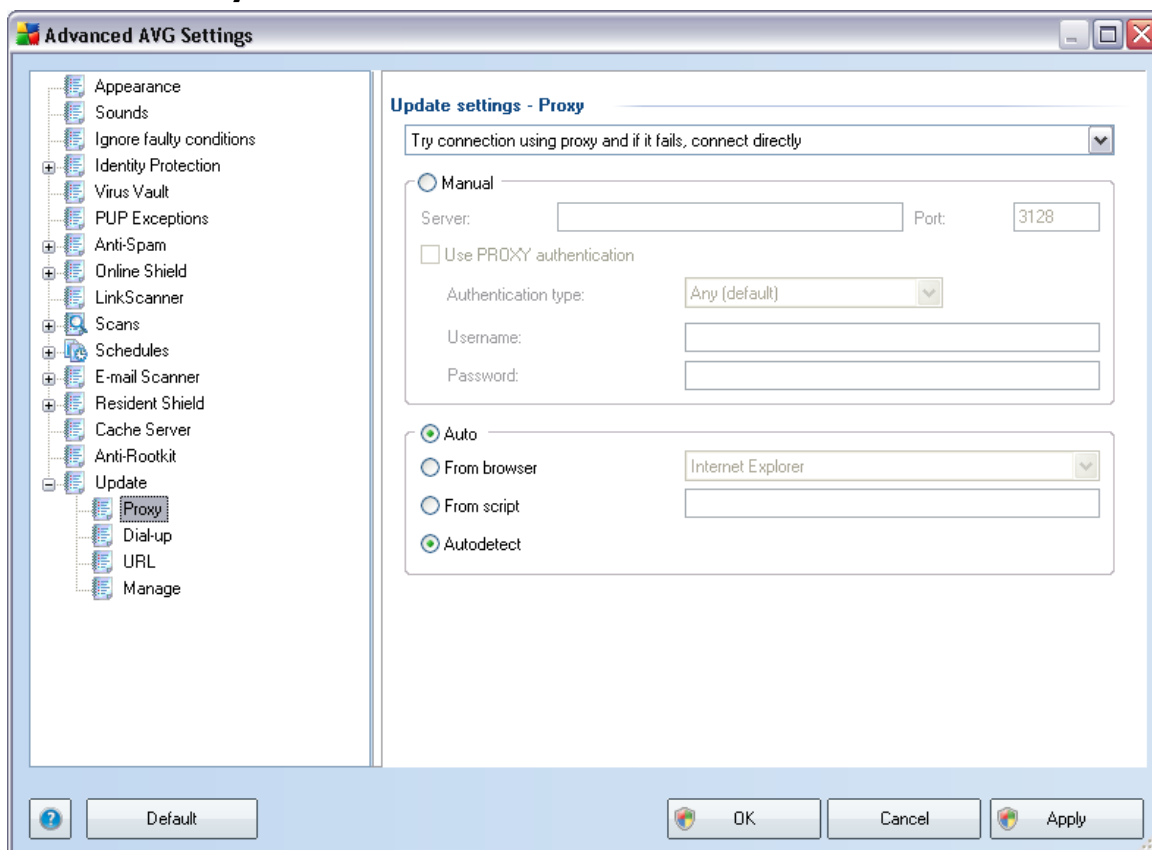 Advanced AVG Settings
Appearance
Sounds
Ignore faulty conditions
Identity Protection
Virus Vault
PUP Exceptions
Anti-Spam
Online Shield
LinkScanner
Scans
Schedules
E-mail Scanner
Resident Shield
Cache Server
Anti-Rootkit
Update
Proxy
Dial-up
URL
Manage
Update settings - Proxy
Try connection using proxy and if it fails, connect directly
Manual
Server: Port: 3128
Use PROXY authentication
Authentication type: Any (default)
Username:
Password:
Auto
From browser Internet Explorer
From script
Autodetect
? Default OK Cancel Apply